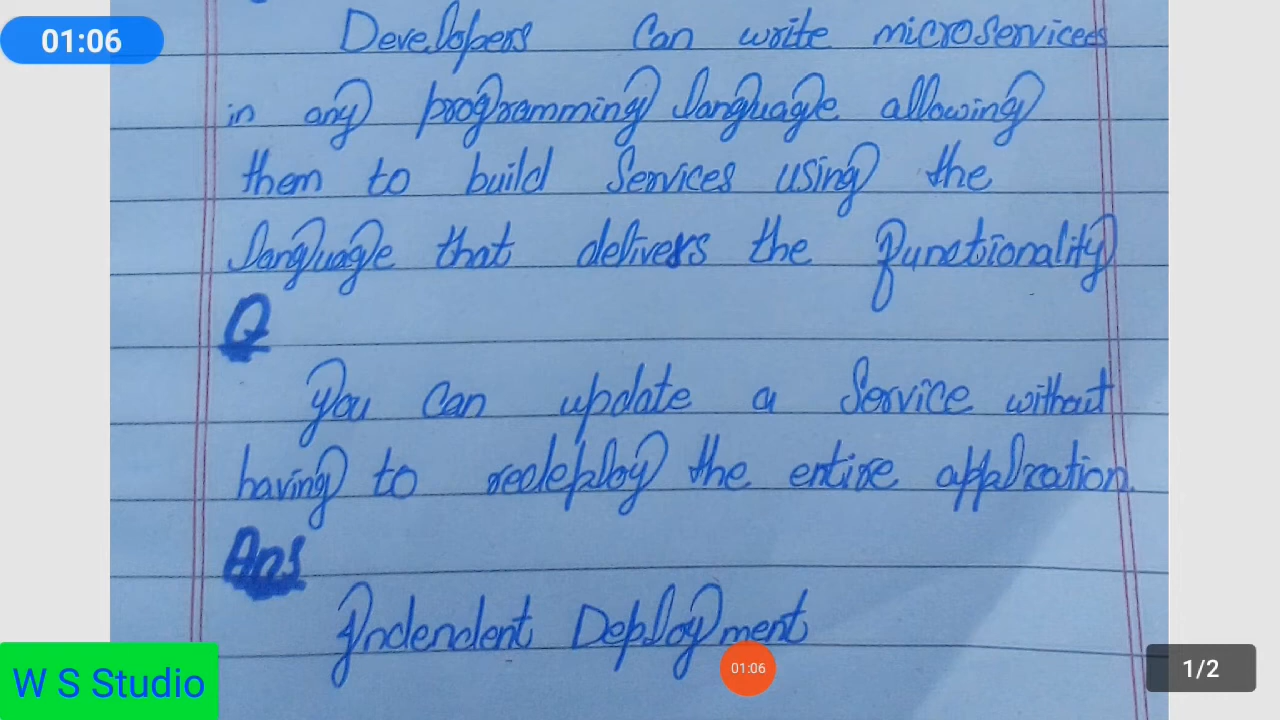 01:06
Developers Can write microservices
in any programming language allowing
them to build Services using the
language that delivers the functionality
Q
You can update a Service without
having to redeploy the entire application.
Ans
Indendent Deployment
01:06
W S Studio
1/2